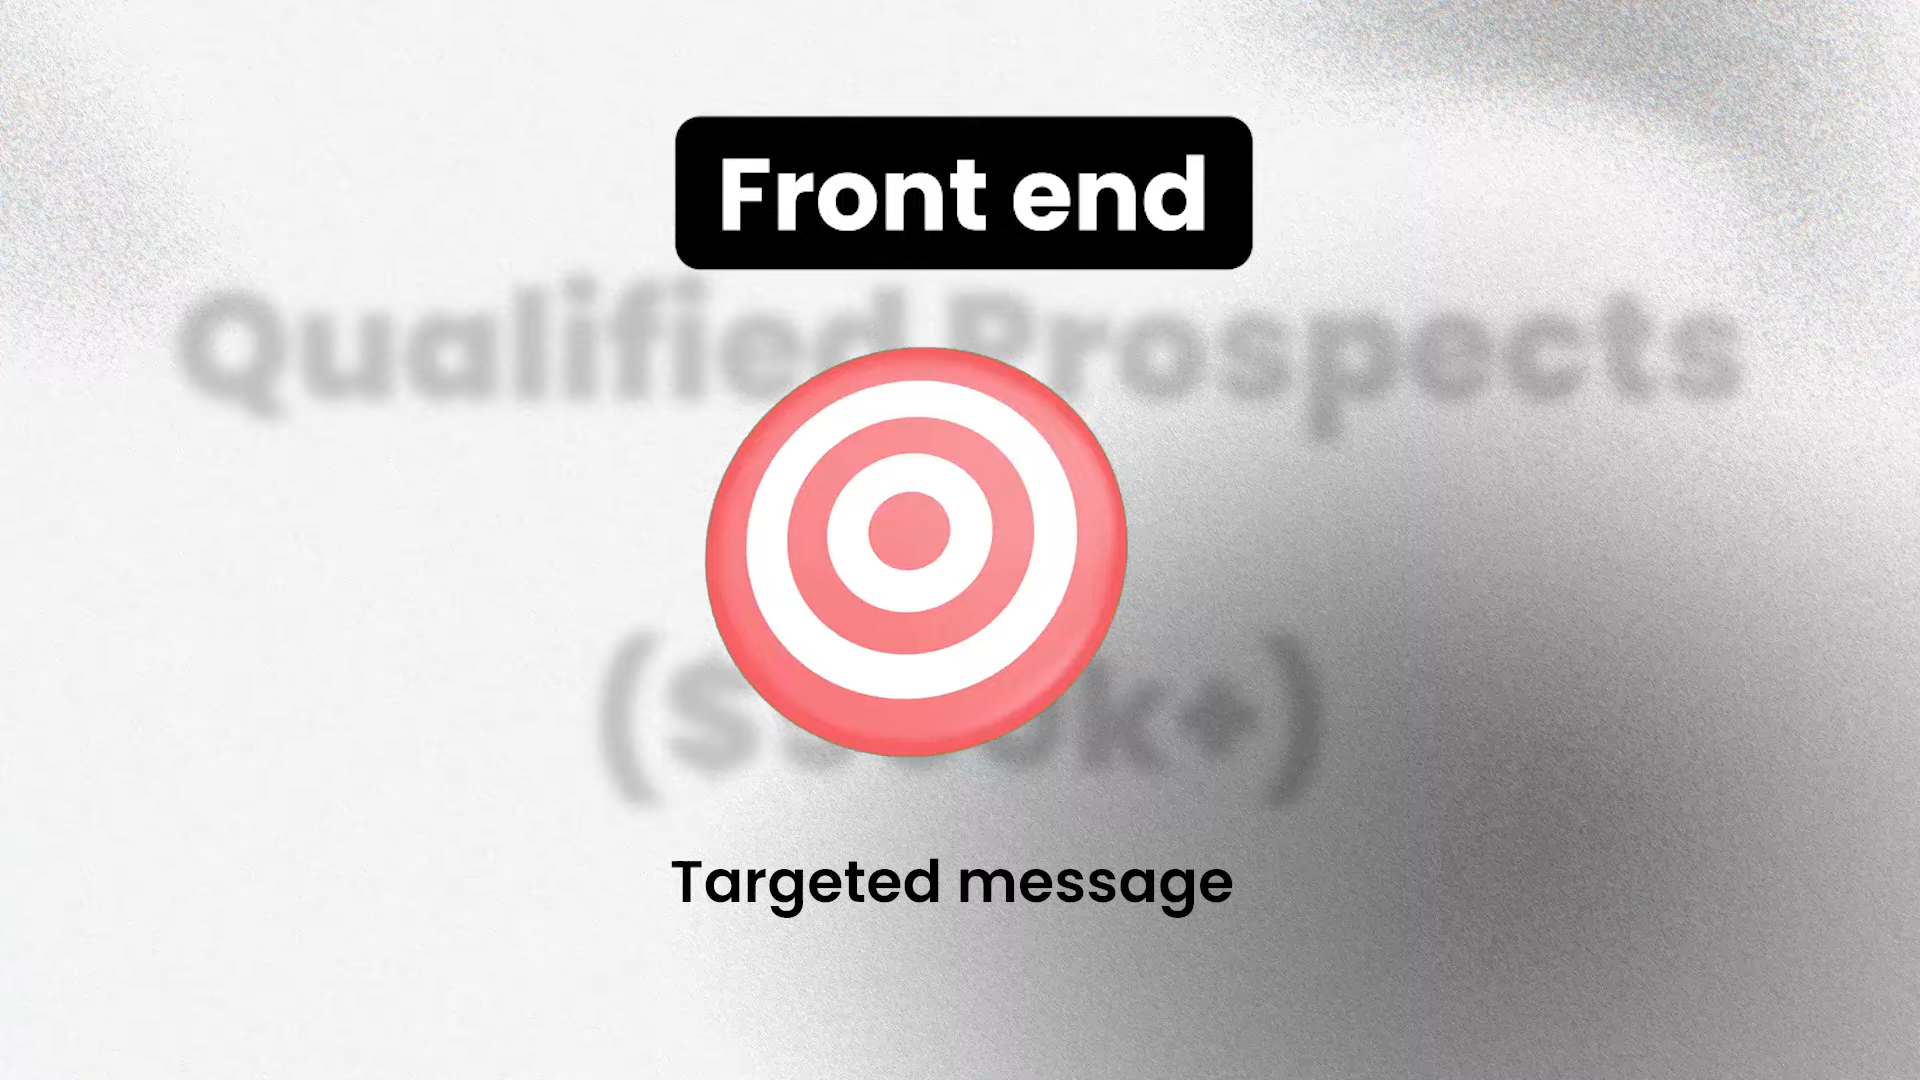 Front end
Qualified Prospects
Targeted message